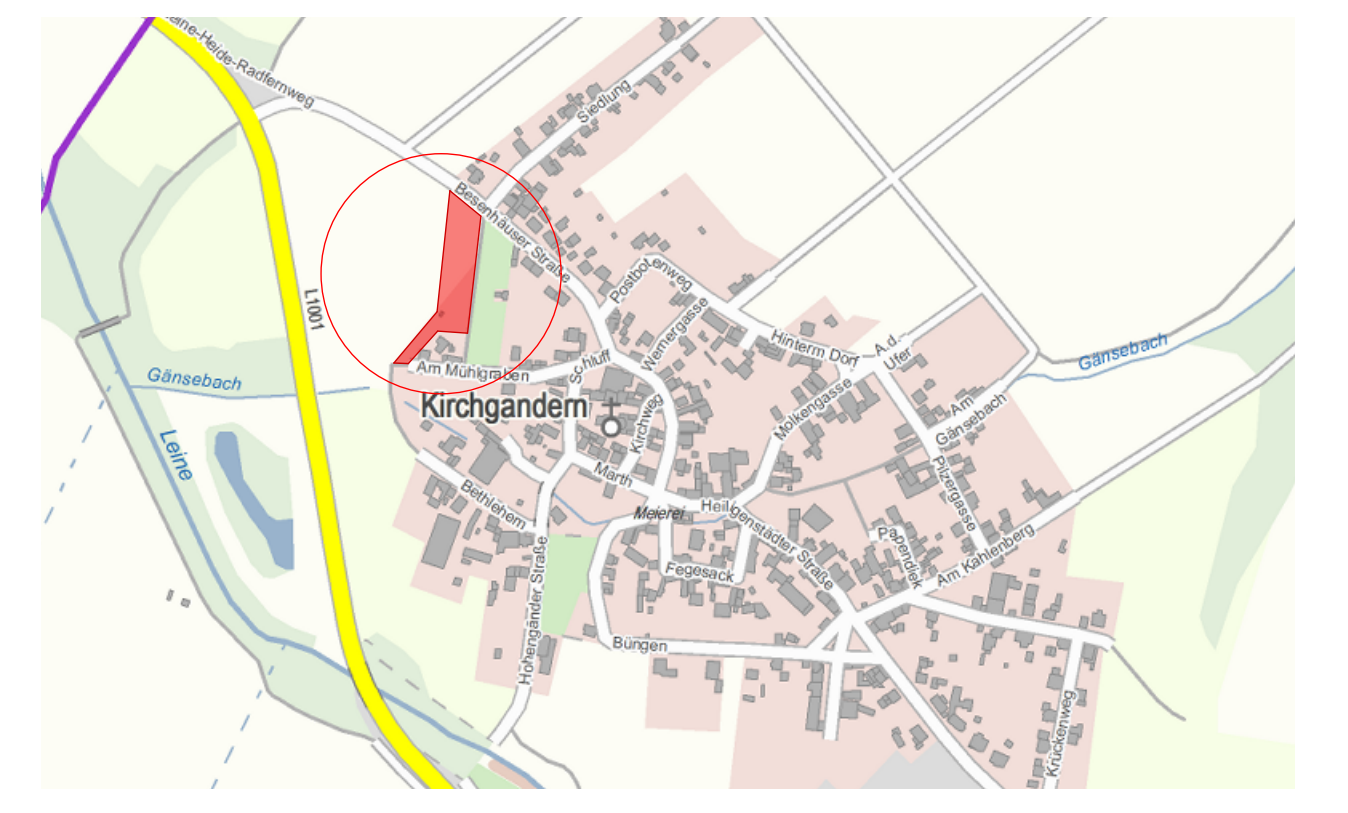 Leine-Heide-Radfernweg
Siedlung
Besenhäuser Straße
L1001
Postbotenweg
Wernergasse
Hinterm Dorf
A.d.
Ufer
Gänsebach
Gänsebach
Am Mühlgraben
Schluff
Kirchgandern
Kirchweg
Molkengasse
Am
Gänsebach
Leine
Marth
Pilzergasse
Bethlehem
Meierei
Heiligenstädter Straße
Papendiek
Am Kahlenberg
Fegesack
Hohengander Straße
Büngen
Krückenweg